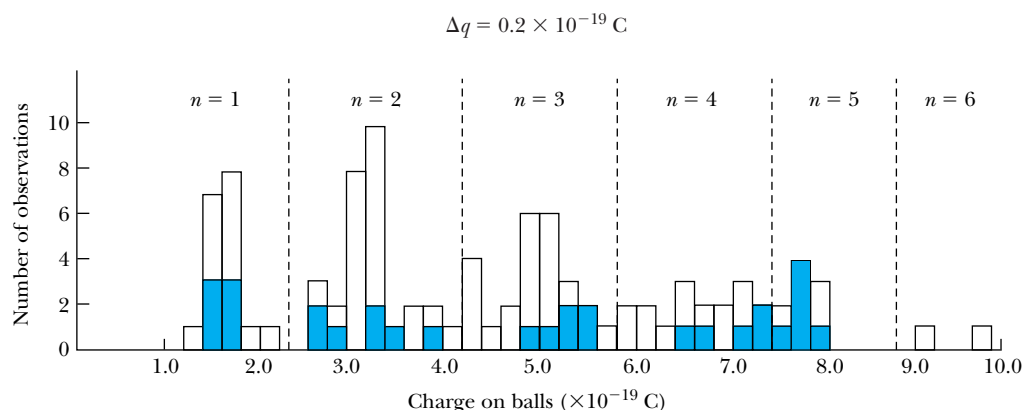 Δq = 0.2 × 10⁻¹⁹ C
n = 1 n = 2 n = 3 n = 4 n = 5 n = 6
Number of observations
10
8
6
4
2
0
1.0 2.0 3.0 4.0 5.0 6.0 7.0 8.0 9.0 10.0
Charge on balls (×10⁻¹⁹ C)